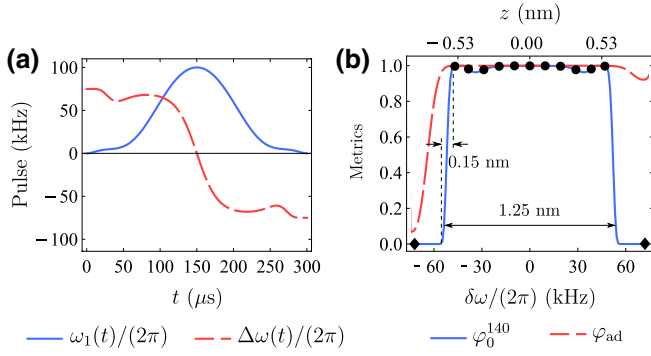 (a)
Pulse (kHz)
100
50
0
− 50
− 100
0 50 100 150 200 250 300
t (μs)
ω₁(t)/(2π) Δω(t)/(2π)
(b)
z (nm)
− 0.53 0.00 0.53
Metrics
1.0
0.8
0.6
0.4
0.2
0.0
0.15 nm
1.25 nm
− 60 − 30 0 30 60
δω/(2π) (kHz)
φ₀¹⁴⁰ φ_ad